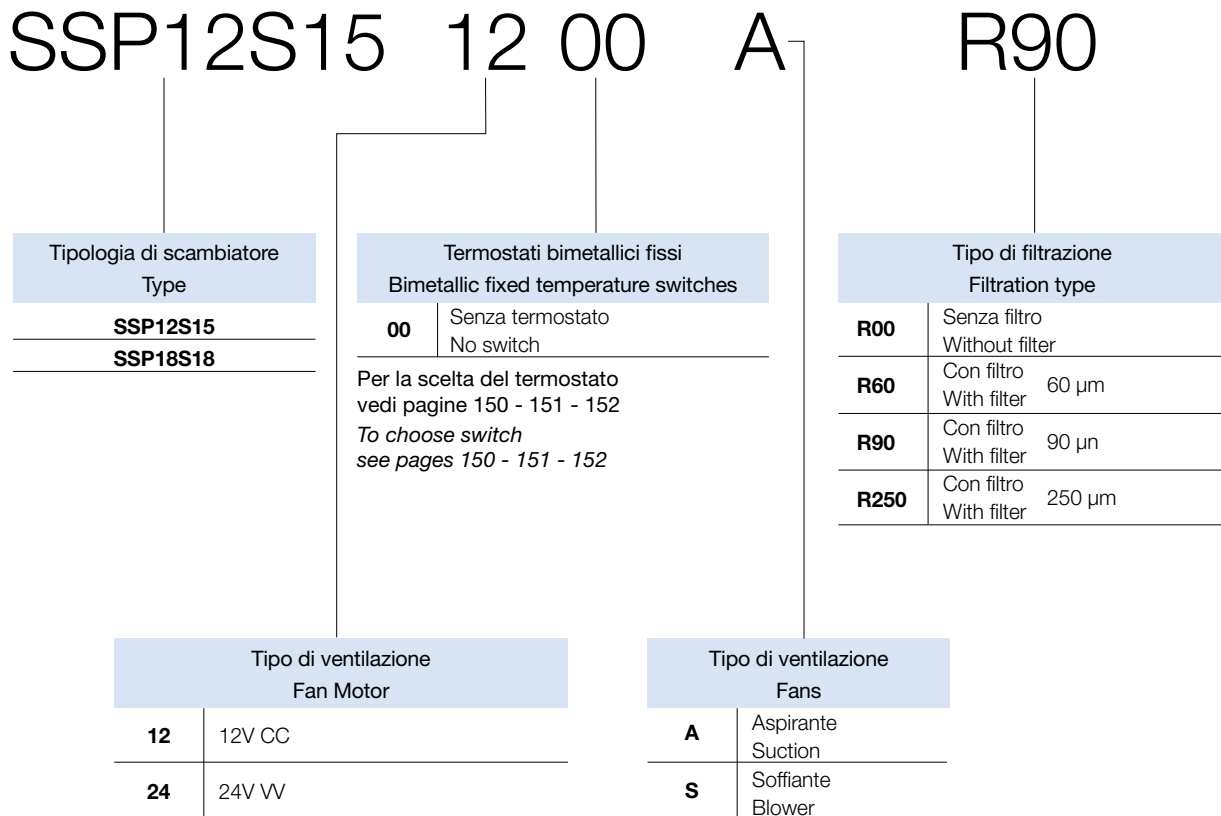 SSP12S15 12 00 A R90
Tipologia di scambiatore
Type
SSP12S15
SSP18S18
Termostati bimetallici fissi
Bimetallic fixed temperature switches
00 Senza termostato
No switch
Per la scelta del termostato
vedi pagine 150 - 151 - 152
To choose switch
see pages 150 - 151 - 152
Tipo di filtrazione
Filtration type
R00 Senza filtro
Without filter
R60 Con filtro 60 µm
With filter
R90 Con filtro 90 µn
With filter
R250 Con filtro 250 µm
With filter
Tipo di ventilazione
Fan Motor
12 12V CC
24 24V VV
Tipo di ventilazione
Fans
A Aspirante
Suction
S Soffiante
Blower